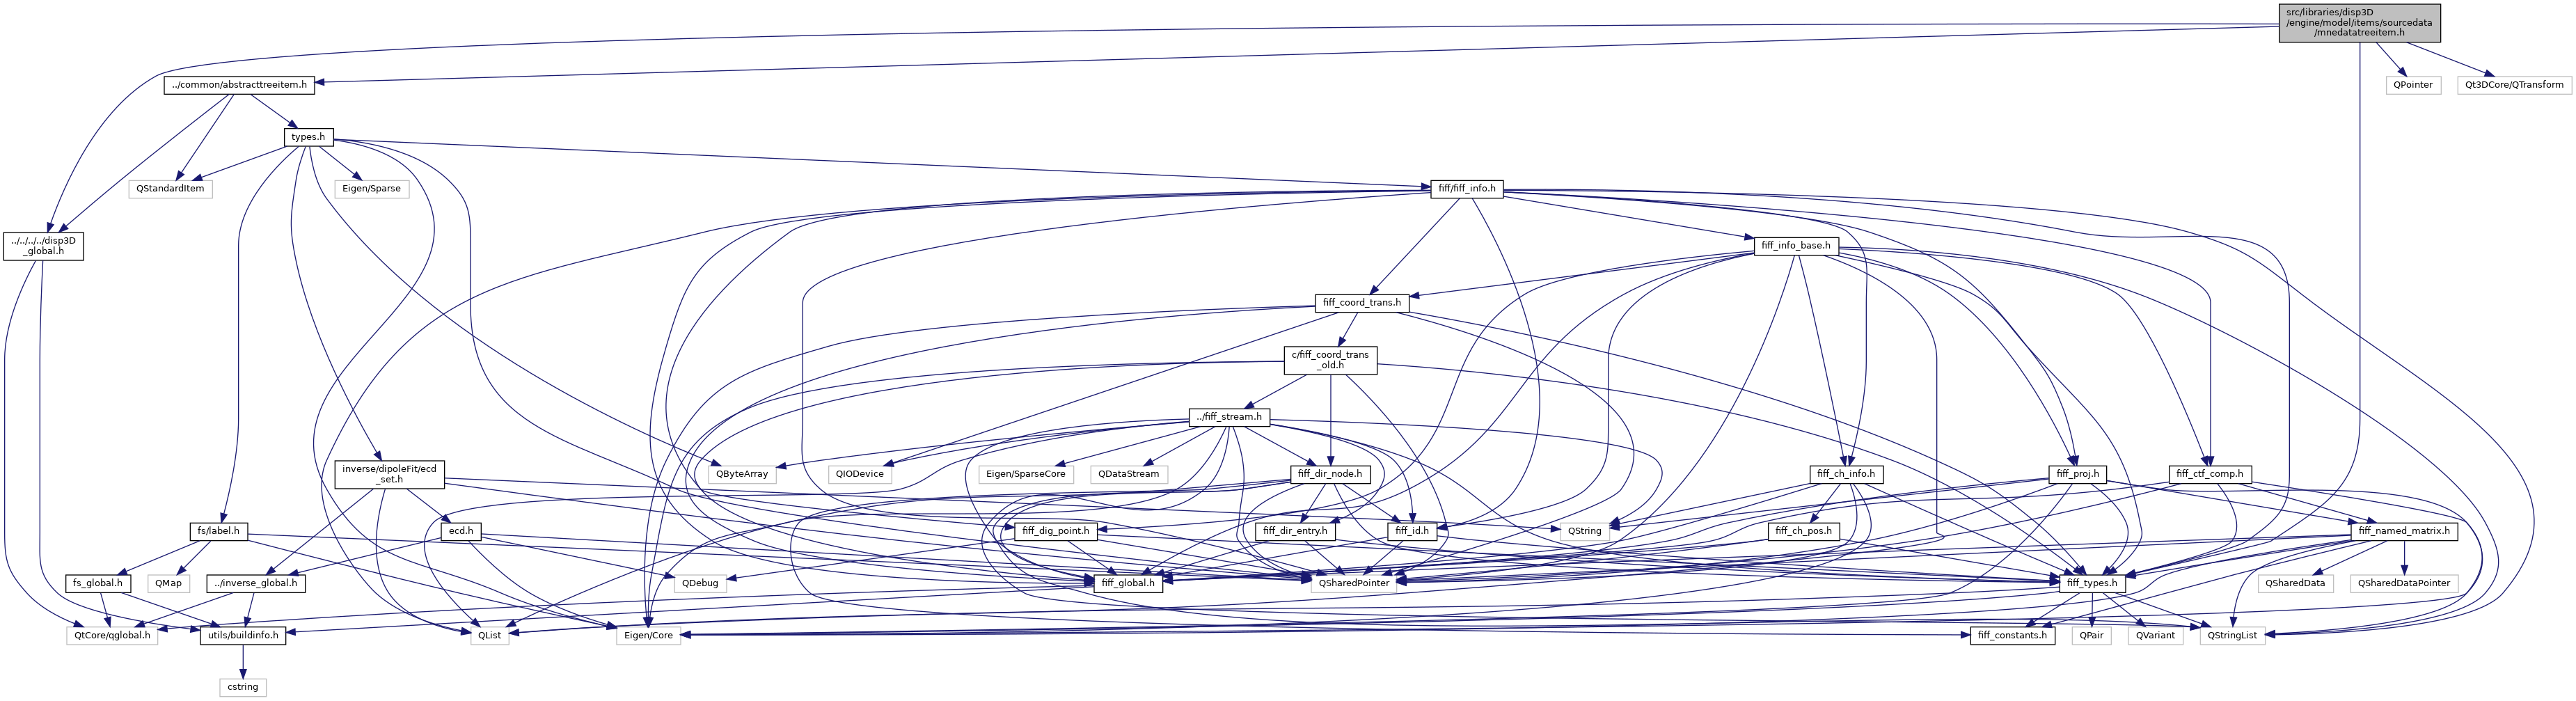 src/libraries/disp3D
/engine/model/items/sourcedata
/mnedatatreeitem.h
../common/abstracttreeitem.h
QPointer
Qt3DCore/QTransform
types.h
QStandardItem
Eigen/Sparse
fiff/fiff_info.h
../../../../disp3D
_global.h
fiff_info_base.h
fiff_coord_trans.h
c/fiff_coord_trans
_old.h
../fiff_stream.h
inverse/dipoleFit/ecd
_set.h
QByteArray
QIODevice
Eigen/SparseCore
QDataStream
fiff_dir_node.h
fiff_ch_info.h
fiff_proj.h
fiff_ctf_comp.h
fs/label.h
ecd.h
fiff_dig_point.h
fiff_dir_entry.h
fiff_id.h
QString
fiff_ch_pos.h
fiff_named_matrix.h
fs_global.h
QMap
../inverse_global.h
QDebug
fiff_global.h
QSharedPointer
fiff_types.h
QSharedData
QSharedDataPointer
QtCore/qglobal.h
utils/buildinfo.h
QList
Eigen/Core
fiff_constants.h
QPair
QVariant
QStringList
cstring